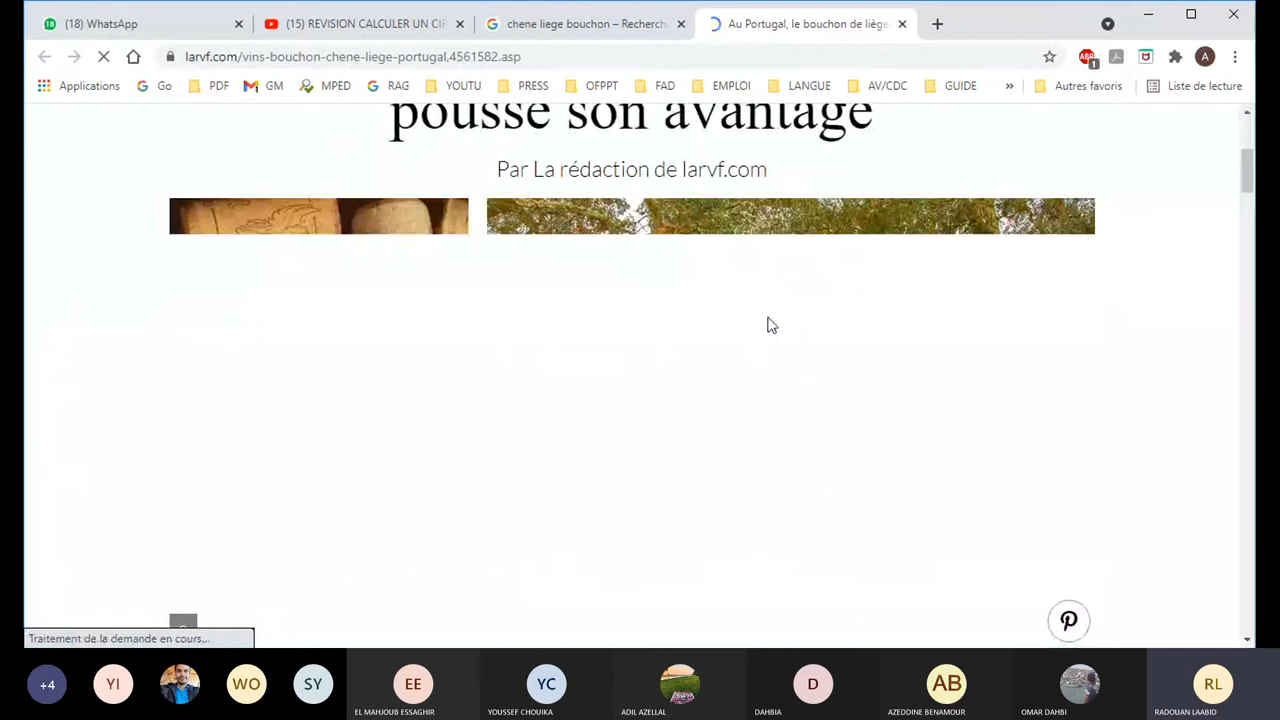 (18) WhatsApp
(15) REVISION CALCULER UN CIF
chene liege bouchon – Recherch
Au Portugal, le bouchon de liège
larvf.com/vins-bouchon-chene-liege-portugal,4561582.asp
ABP
1
A
Applications
Go
PDF
GM
MPED
RAG
YOUTU
PRESS
OFPPT
FAD
EMPLOI
LANGUE
AV/CDC
GUIDE
»
Autres favoris
Liste de lecture
pousse son avantage
Par La rédaction de larvf.com
Traitement de la demande en cours...
+4
YI
WO
SY
EE
YC
D
AB
RL
EL MAHJOUB ESSAGHIR
YOUSSEF CHOUIKA
ADIL AZELLAL
DAHBIA
AZEDDINE BENAMOUR
OMAR DAHBI
RADOUAN LAABID